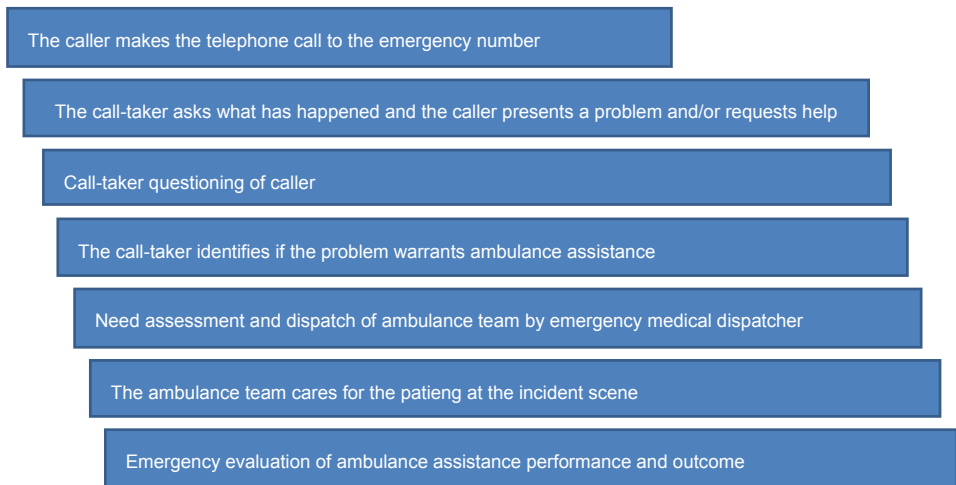 The caller makes the telephone call to the emergency number
The call-taker asks what has happened and the caller presents a problem and/or requests help
Call-taker questioning of caller
The call-taker identifies if the problem warrants ambulance assistance
Need assessment and dispatch of ambulance team by emergency medical dispatcher
The ambulance team cares for the patieng at the incident scene
Emergency evaluation of ambulance assistance performance and outcome